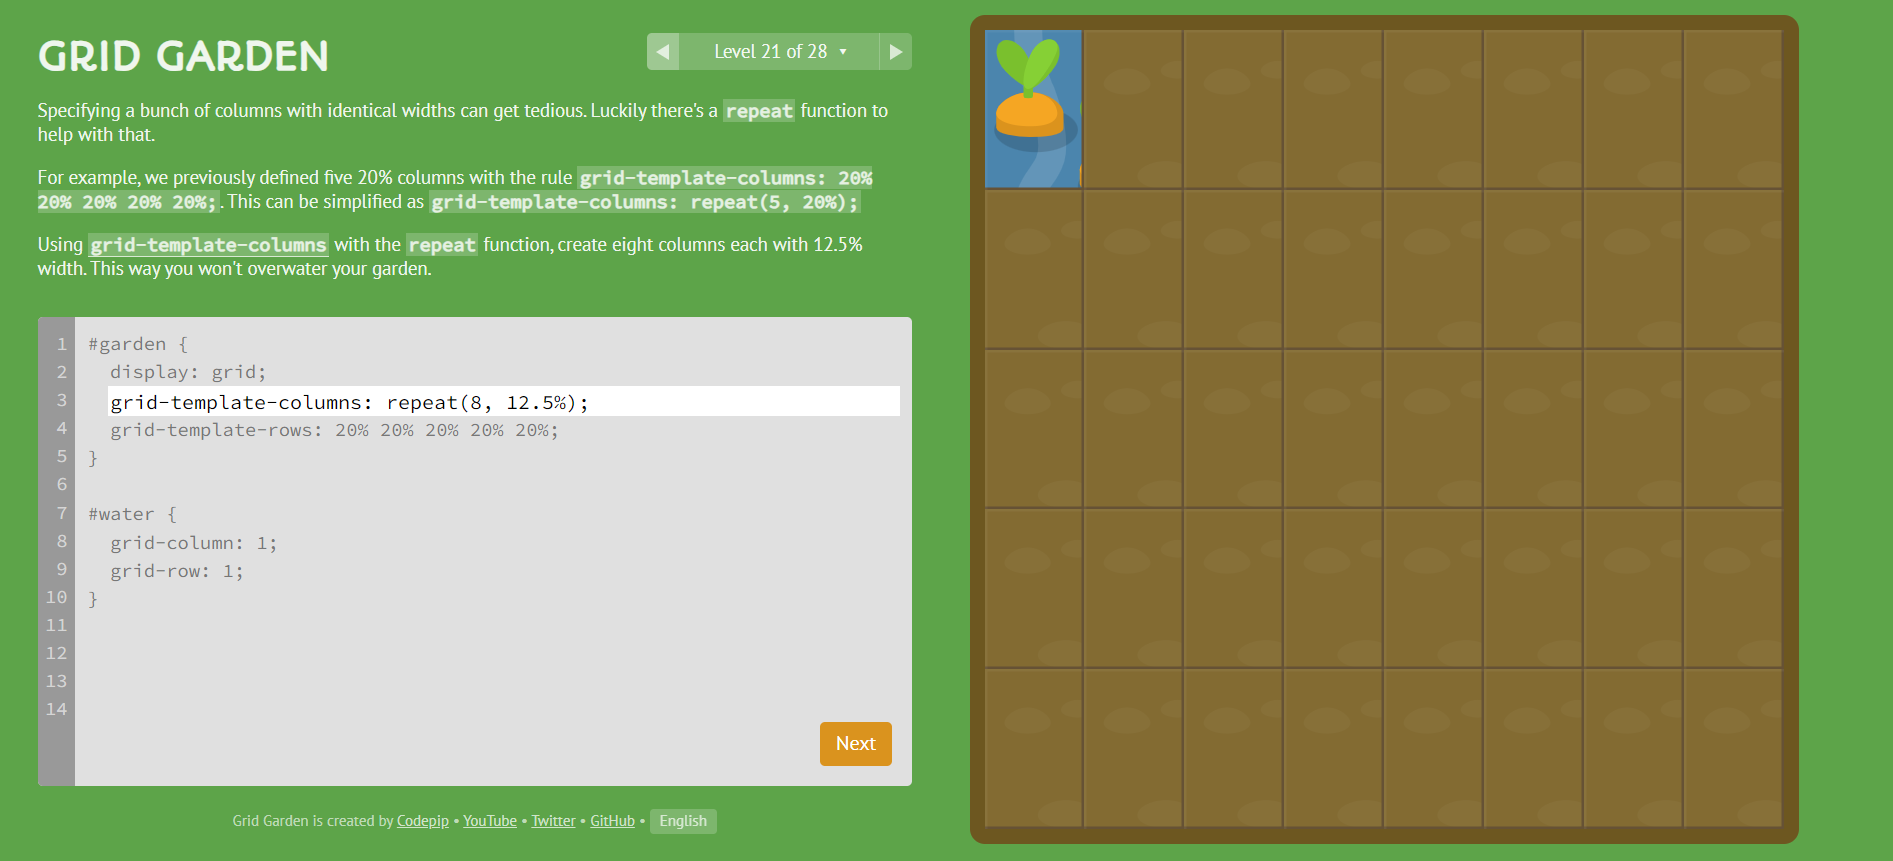 GRID GARDEN
◀ Level 21 of 28 ▾ ▶
Specifying a bunch of columns with identical widths can get tedious. Luckily there's a repeat function to
help with that.
For example, we previously defined five 20% columns with the rule grid-template-columns: 20%
20% 20% 20% 20%;. This can be simplified as grid-template-columns: repeat(5, 20%);
Using grid-template-columns with the repeat function, create eight columns each with 12.5%
width. This way you won't overwater your garden.
1 #garden {
2 display: grid;
3 grid-template-columns: repeat(8, 12.5%);
4 grid-template-rows: 20% 20% 20% 20% 20%;
5 }
6
7 #water {
8 grid-column: 1;
9 grid-row: 1;
10 }
11
12
13
14
Next
Grid Garden is created by Codepip • YouTube • Twitter • GitHub • English